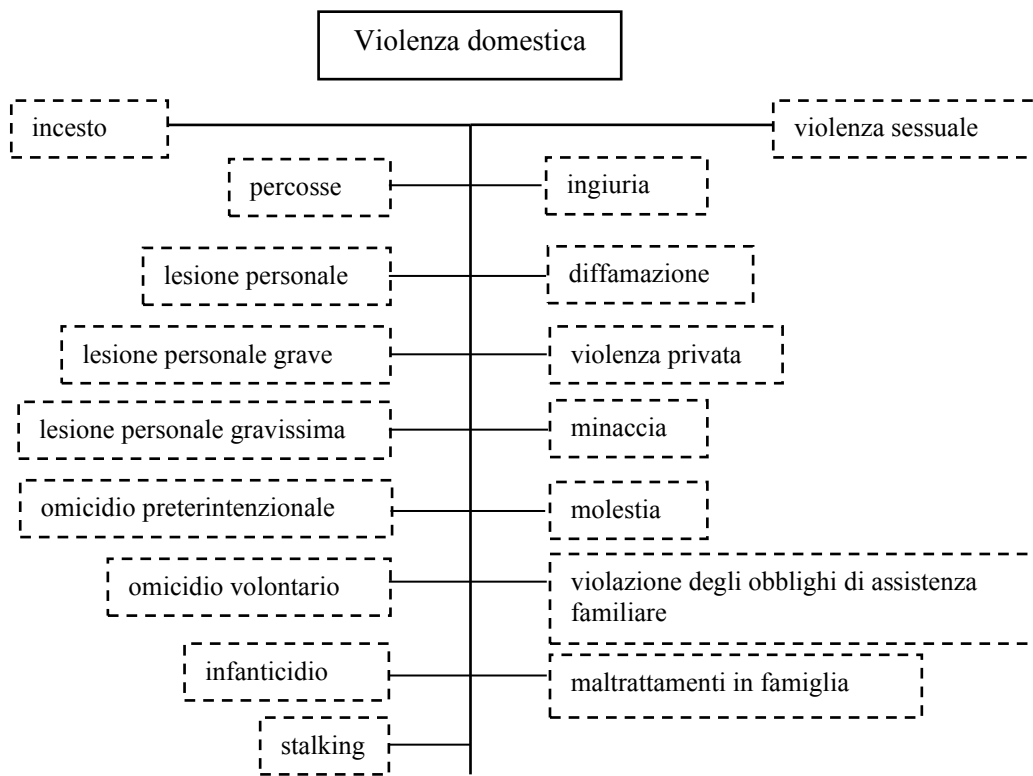 Violenza domestica
incesto
violenza sessuale
percosse
ingiuria
lesione personale
diffamazione
lesione personale grave
violenza privata
lesione personale gravissima
minaccia
omicidio preterintenzionale
molestia
omicidio volontario
violazione degli obblighi di assistenza
familiare
infanticidio
maltrattamenti in famiglia
stalking